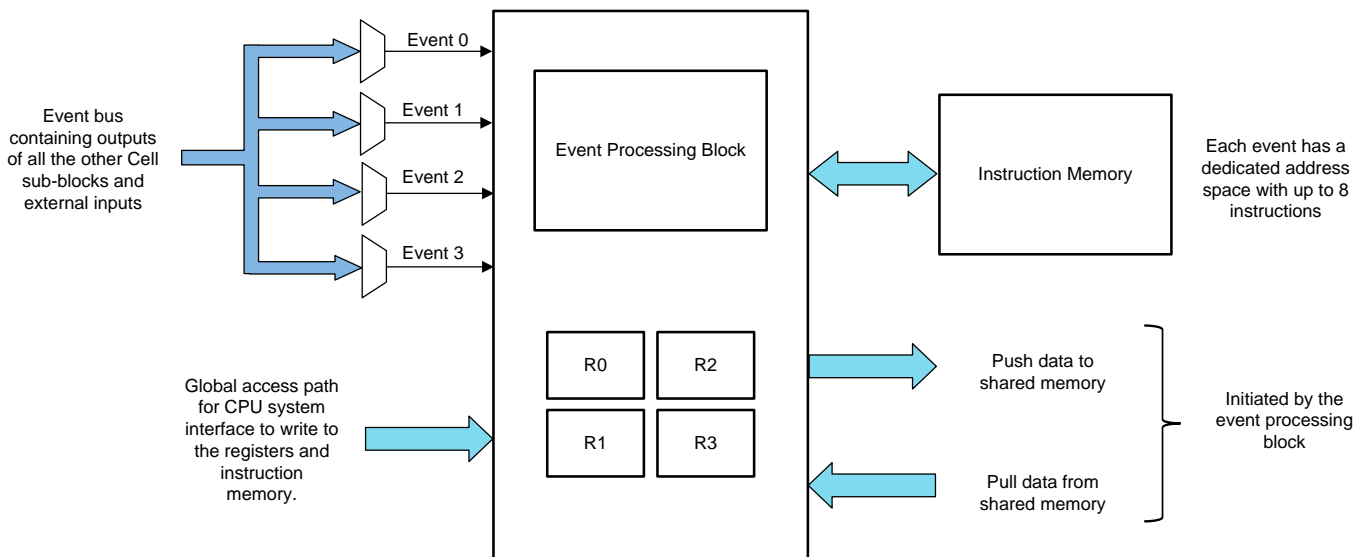 Event bus
containing outputs
of all the other Cell
sub-blocks and
external inputs
Event 0
Event 1
Event 2
Event 3
Event Processing Block
Instruction Memory
Each event has a
dedicated address
space with up to 8
instructions
Global access path
for CPU system
interface to write to
the registers and
instruction
memory.
R0
R2
R1
R3
Push data to
shared memory
Pull data from
shared memory
Initiated by the
event processing
block